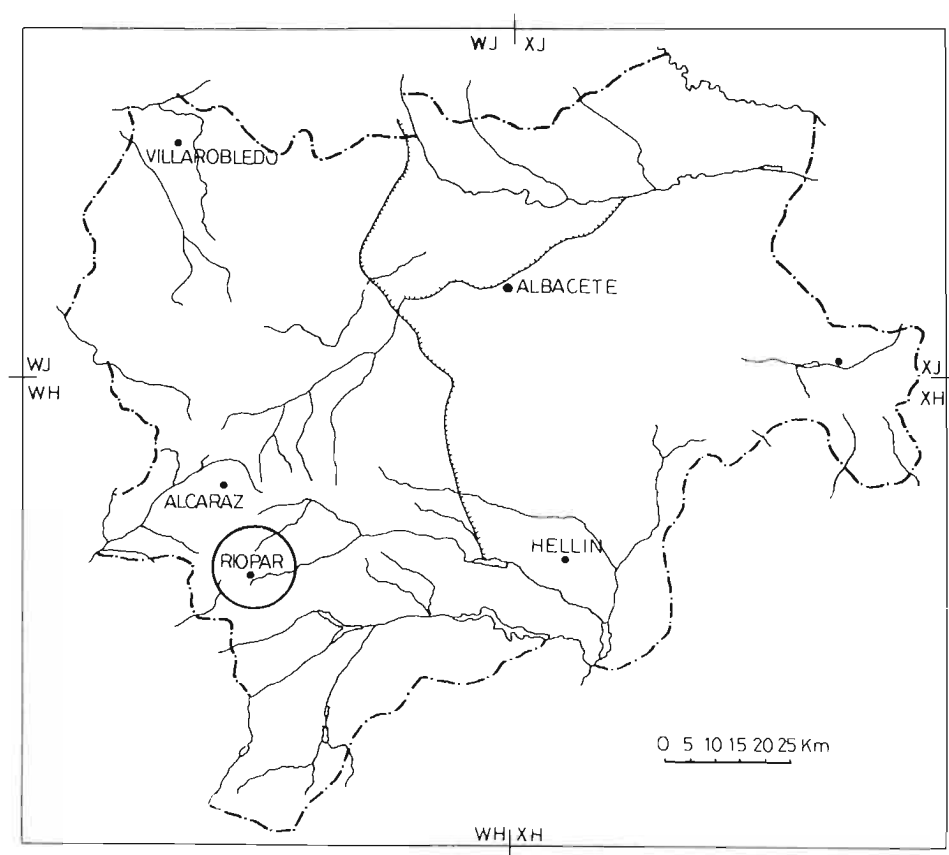 WJ XJ
VILLAROBLEDO
ALBACETE
WJ
WH
XJ
XH
ALCARAZ
RIOPAR
HELLIN
0 5 10 15 20 25 Km
WH XH